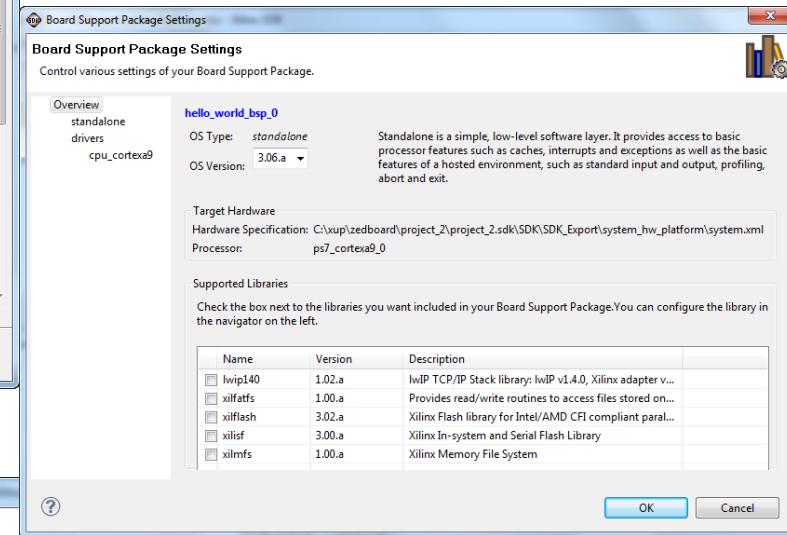 Board Support Package Settings
Board Support Package Settings
Control various settings of your Board Support Package.
Overview
standalone
drivers
cpu_cortexa9
hello_world_bsp_0
OS Type: standalone
OS Version: 3.06.a
Standalone is a simple, low-level software layer. It provides access to basic
processor features such as caches, interrupts and exceptions as well as the basic
features of a hosted environment, such as standard input and output, profiling,
abort and exit.
Target Hardware
Hardware Specification: C:\xup\zedboard\project_2\project_2.sdk\SDK\SDK_Export\system_hw_platform\system.xml
Processor: ps7_cortexa9_0
Supported Libraries
Check the box next to the libraries you want included in your Board Support Package.You can configure the library in
the navigator on the left.
Name Version Description
lwip140 1.02.a lwIP TCP/IP Stack library: lwIP v1.4.0, Xilinx adapter v...
xilfatfs 1.00.a Provides read/write routines to access files stored on...
xilflash 3.02.a Xilinx Flash library for Intel/AMD CFI compliant paral...
xilisf 3.00.a Xilinx In-system and Serial Flash Library
xilmfs 1.00.a Xilinx Memory File System
?
OK Cancel